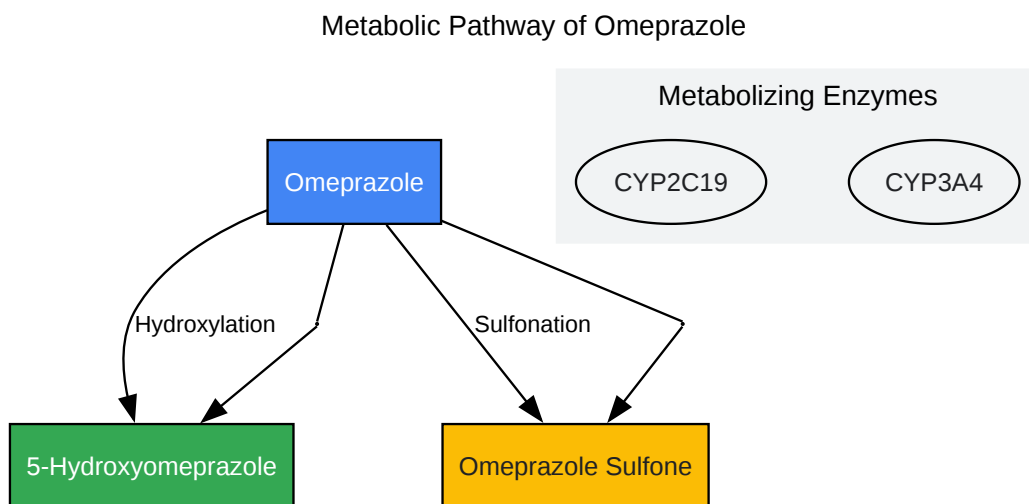 Metabolic Pathway of Omeprazole
Metabolizing Enzymes
Omeprazole
CYP2C19
CYP3A4
Hydroxylation
Sulfonation
5-Hydroxyomeprazole
Omeprazole Sulfone